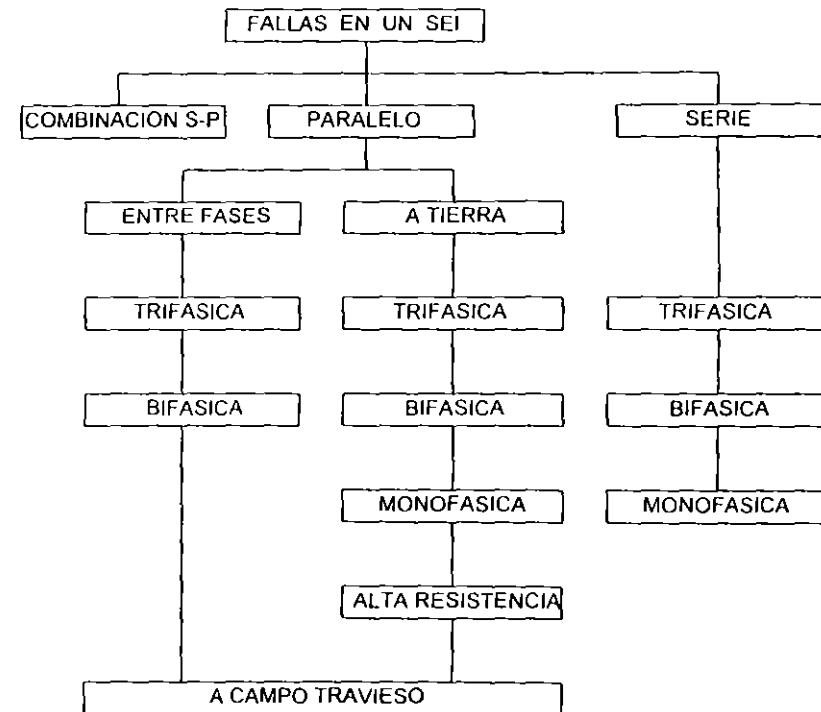 FALLAS EN UN SEI
COMBINACION S-P
PARALELO
SERIE
ENTRE FASES
A TIERRA
TRIFASICA
TRIFASICA
TRIFASICA
BIFASICA
BIFASICA
BIFASICA
MONOFASICA
MONOFASICA
ALTA RESISTENCIA
A CAMPO TRAVIESO